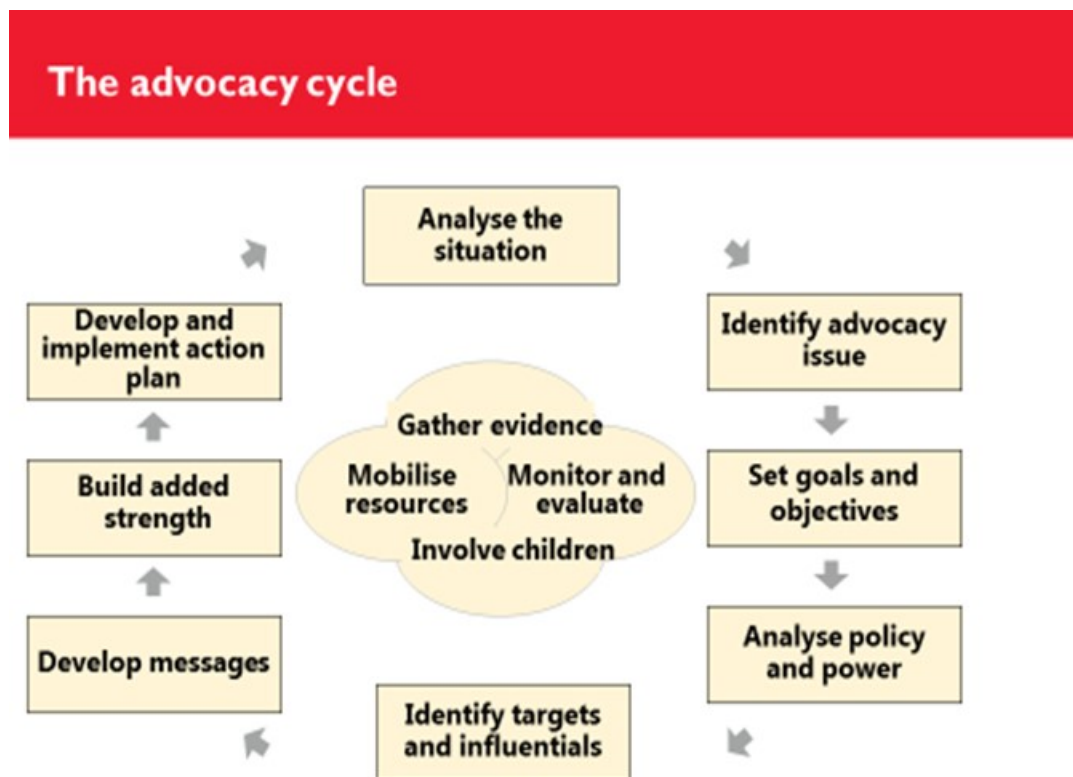 The advocacy cycle
Analyse the
situation
Identify advocacy
issue
Set goals and
objectives
Analyse policy
and power
Identify targets
and influentials
Develop messages
Build added
strength
Develop and
implement action
plan
Gather evidence
Mobilise
resources
Monitor and
evaluate
Involve children